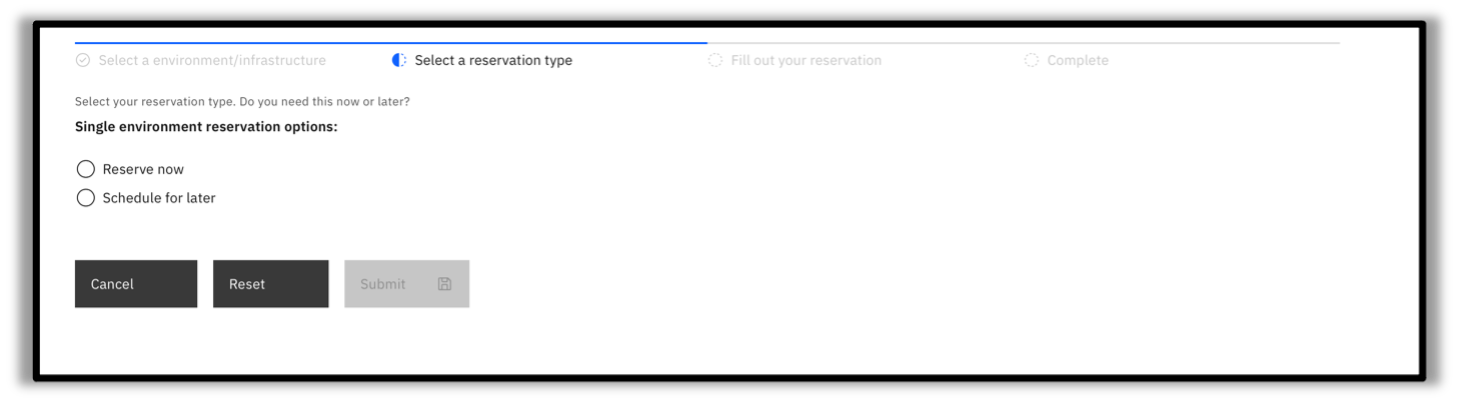 Select a environment/infrastructure Select a reservation type Fill out your reservation Complete
Select your reservation type. Do you need this now or later?
Single environment reservation options:
Reserve now
Schedule for later
Cancel Reset Submit